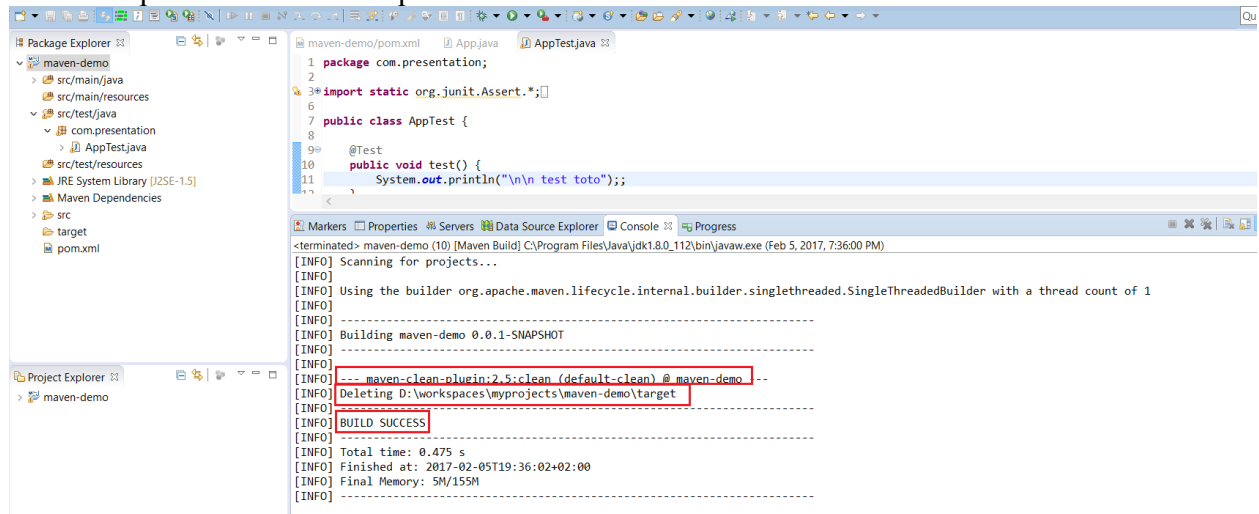 Qu
Package Explorer
maven-demo
src/main/java
src/main/resources
src/test/java
com.presentation
AppTest.java
src/test/resources
JRE System Library [J2SE-1.5]
Maven Dependencies
src
target
pom.xml
Project Explorer
maven-demo
maven-demo/pom.xml App.java AppTest.java
1 package com.presentation;
2
3 import static org.junit.Assert.*;
6
7 public class AppTest {
8
9 @Test
10 public void test() {
11 System.out.println("\n\n test toto");;
Markers Properties Servers Data Source Explorer Console Progress
<terminated> maven-demo (10) [Maven Build] C:\Program Files\Java\jdk1.8.0_112\bin\javaw.exe (Feb 5, 2017, 7:36:00 PM)
[INFO] Scanning for projects...
[INFO]
[INFO] Using the builder org.apache.maven.lifecycle.internal.builder.singlethreaded.SingleThreadedBuilder with a thread count of 1
[INFO]
[INFO] ------------------------------------------------------------------------
[INFO] Building maven-demo 0.0.1-SNAPSHOT
[INFO] ------------------------------------------------------------------------
[INFO]
[INFO] --- maven-clean-plugin:2.5:clean (default-clean) @ maven-demo ---
[INFO] Deleting D:\workspaces\myprojects\maven-demo\target
[INFO] ------------------------------------------------------------------------
[INFO] BUILD SUCCESS
[INFO] ------------------------------------------------------------------------
[INFO] Total time: 0.475 s
[INFO] Finished at: 2017-02-05T19:36:02+02:00
[INFO] Final Memory: 5M/155M
[INFO] ------------------------------------------------------------------------